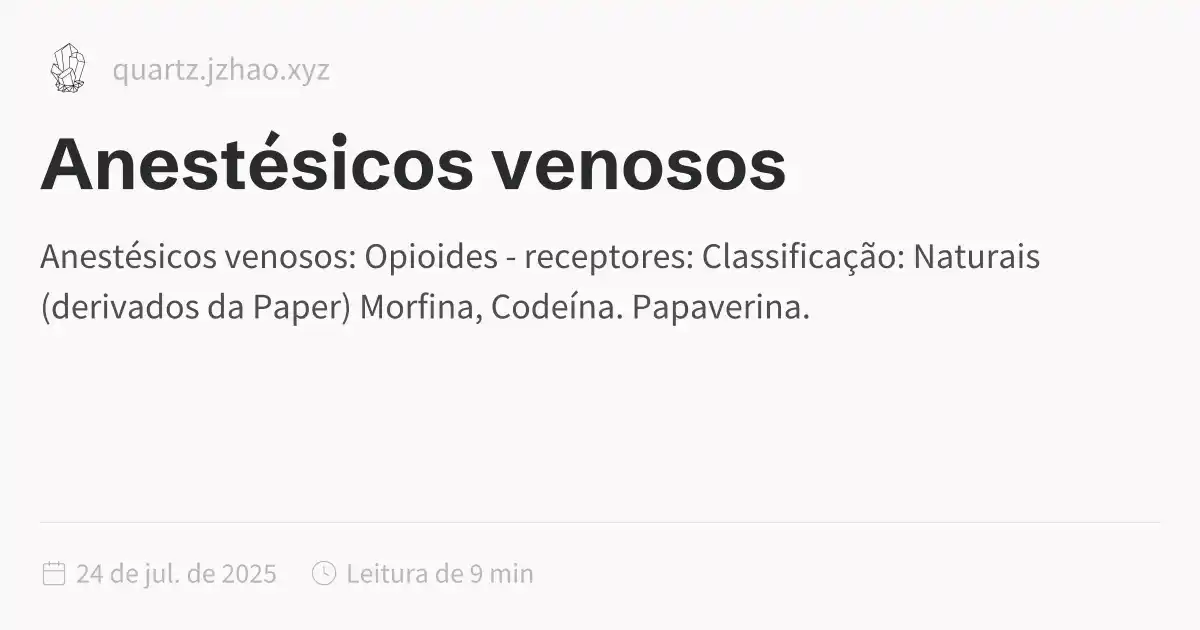 quartz.jzhao.xyz
Anestésicos venosos
Anestésicos venosos: Opioides - receptores: Classificação: Naturais
(derivados da Paper) Morfina, Codeína. Papaverina.
24 de jul. de 2025
Leitura de 9 min